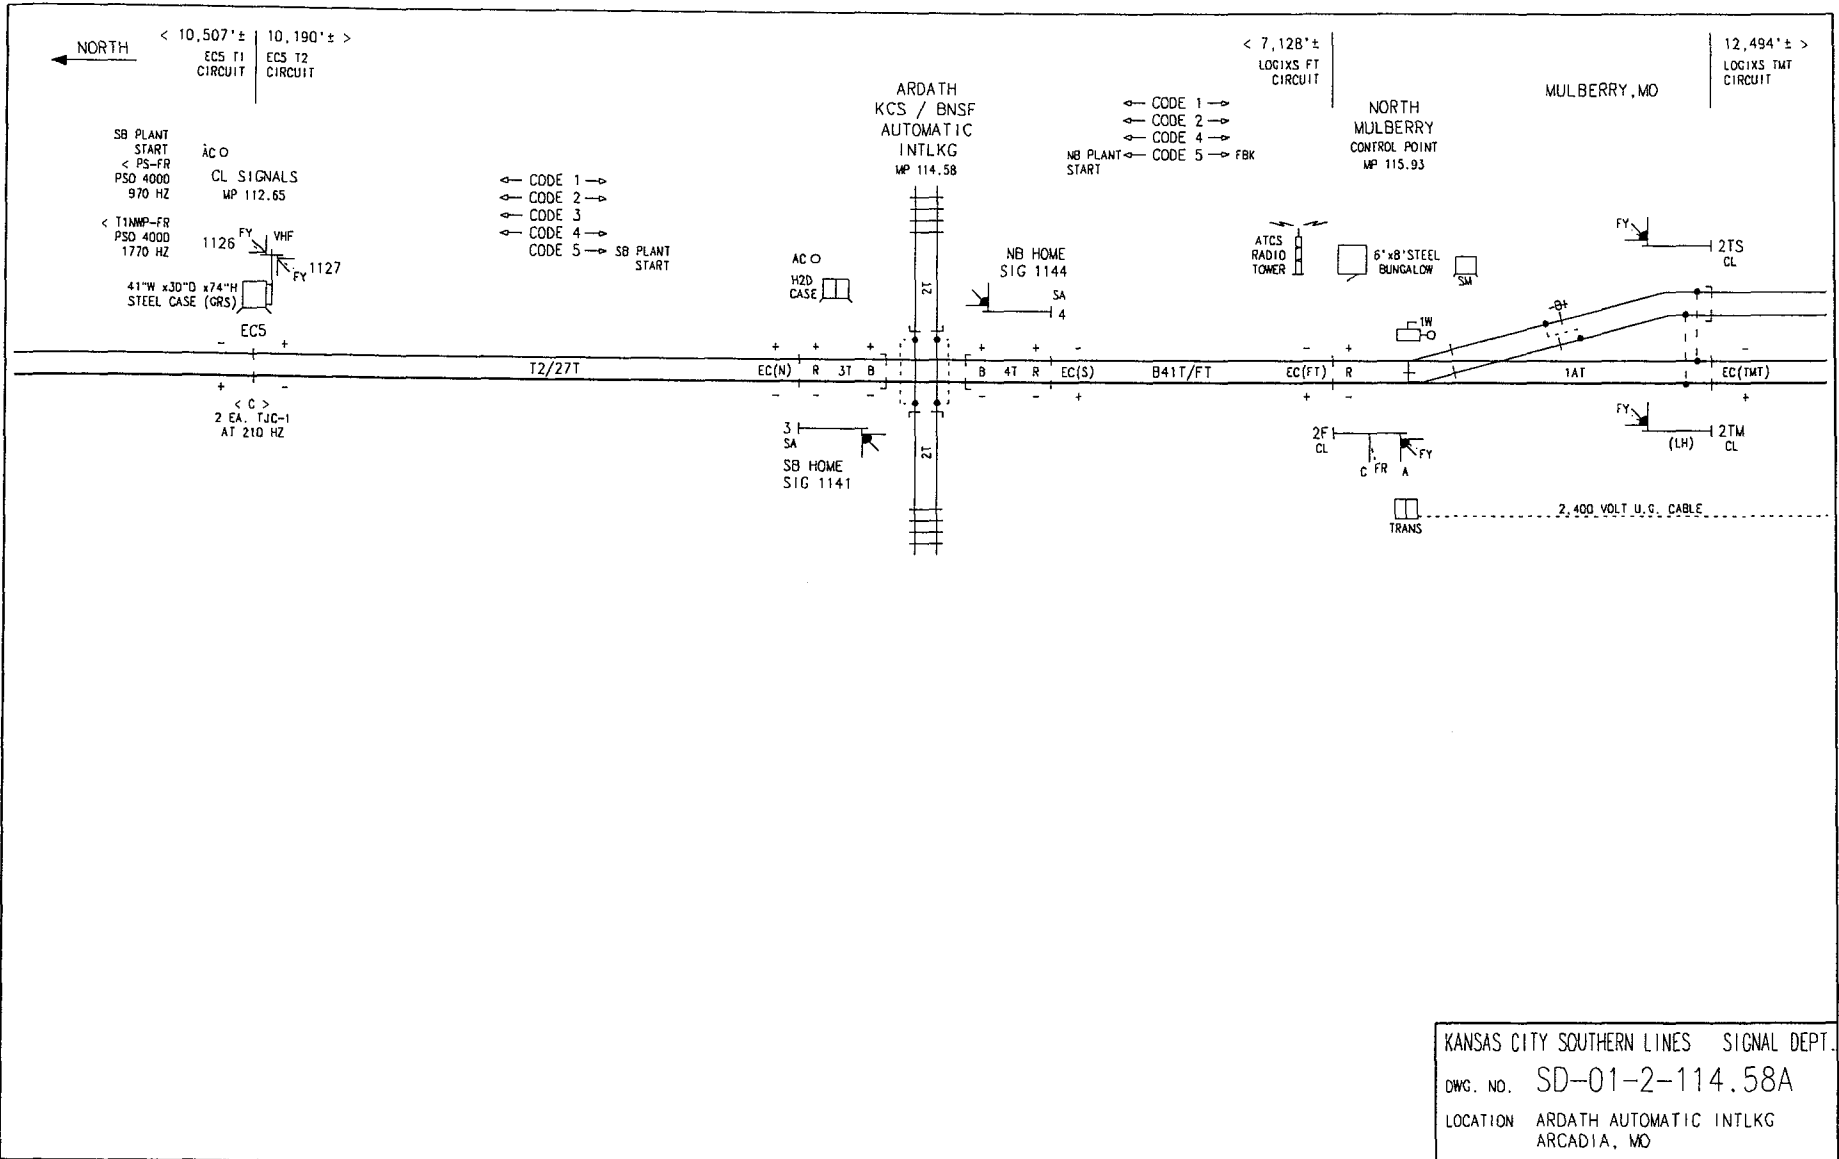 NORTH
< 10,507'± 10,190'± >
EC5 T1 EC5 T2
CIRCUIT CIRCUIT
SB PLANT
START
< PS-FR
PSO 4000
970 HZ
< T1NWP-FR
PSO 4000
1770 HZ
AC
CL SIGNALS
MP 112.65
1126 FY VHF
FY 1127
41"W x30"D x74"H
STEEL CASE (GRS)
EC5
- +
+ -
< C >
2 EA. TJC-1
AT 210 HZ
CODE 1
CODE 2
CODE 3
CODE 4
CODE 5 SB PLANT
START
T2/27T
ARDATH
KCS / BNSF
AUTOMATIC
INTLKG
MP 114.58
AC
H2D
CASE
NB HOME
SIG 1144
SA
4
2T
+ + + + + -
EC(N) R 3T B B 4T R EC(S) B41T/FT EC(FT) R 1AT EC(TMT)
- - - - - +
3
SA
SB HOME
SIG 1141
2T
CODE 1
CODE 2
CODE 4
NB PLANT CODE 5 FBK
START
< 7,128'±
LOGIXS FT
CIRCUIT
NORTH
MULBERRY
CONTROL POINT
MP 115.93
MULBERRY, MO
12,494'± >
LOGIXS TMT
CIRCUIT
ATCS
RADIO
TOWER
6'x8'STEEL
BUNGALOW
SM
1W
FY
2TS
CL
- + -
+ - +
2F
CL
C FR A
FY
FY
2TM
(LH) CL
TRANS
2,400 VOLT U.G. CABLE
KANSAS CITY SOUTHERN LINES SIGNAL DEPT.
DWG. NO. SD-01-2-114.58A
LOCATION ARDATH AUTOMATIC INTLKG
ARCADIA, MO